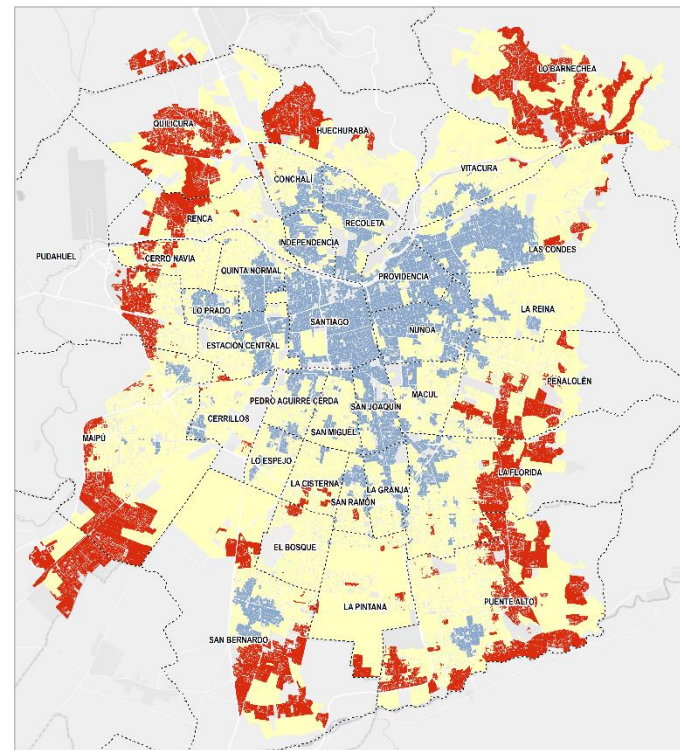 LO BARNECHEA
QUILICURA
HUECHURABA
VITACURA
CONCHALÍ
RENCA
RECOLETA
INDEPENDENCIA
LAS CONDES
PUDAHUEL
CERRO NAVIA
QUINTA NORMAL
PROVIDENCIA
LO PRADO
SANTIAGO
LA REINA
ÑUÑOA
ESTACIÓN CENTRAL
PEÑALOLÉN
MACUL
PEDRO AGUIRRE CERDA
SAN JOAQUÍN
CERRILLOS
SAN MIGUEL
MAIPÚ
LO ESPEJO
LA FLORIDA
LA CISTERNA
LA GRANJA
SAN RAMÓN
EL BOSQUE
PUENTE ALTO
LA PINTANA
SAN BERNARDO